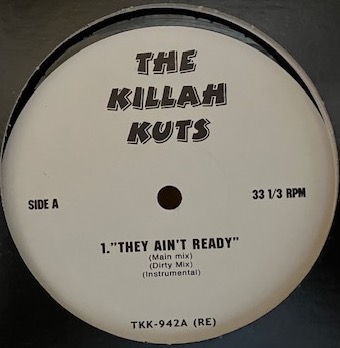 THE
KILLAH
KUTS
SIDE A
33 1/3 RPM
1."THEY AIN'T READY"
(Main mix)
(Dirty Mix)
(Instrumental)
TKK-942A (RE)